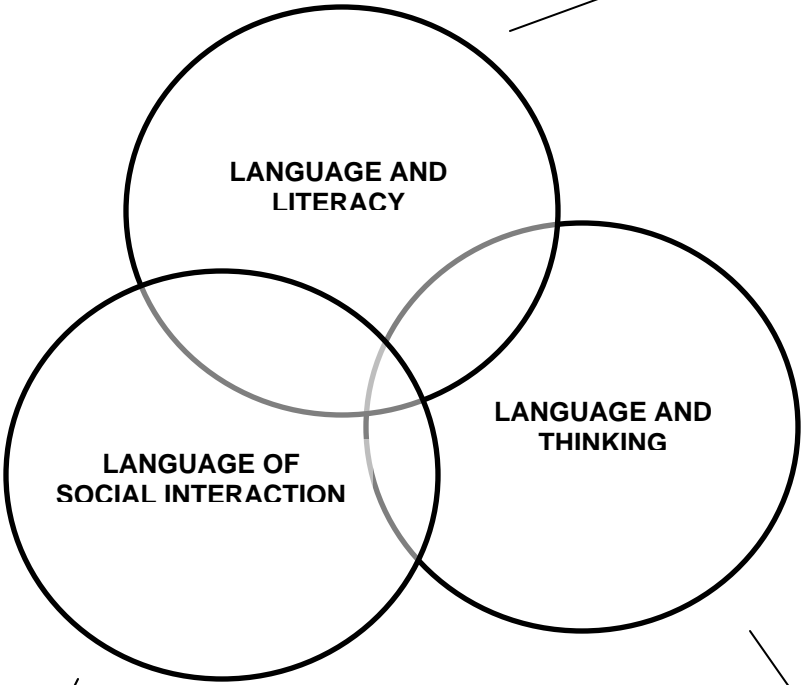 LANGUAGE AND
LITERACY
LANGUAGE AND
THINKING
LANGUAGE OF
SOCIAL INTERACTION